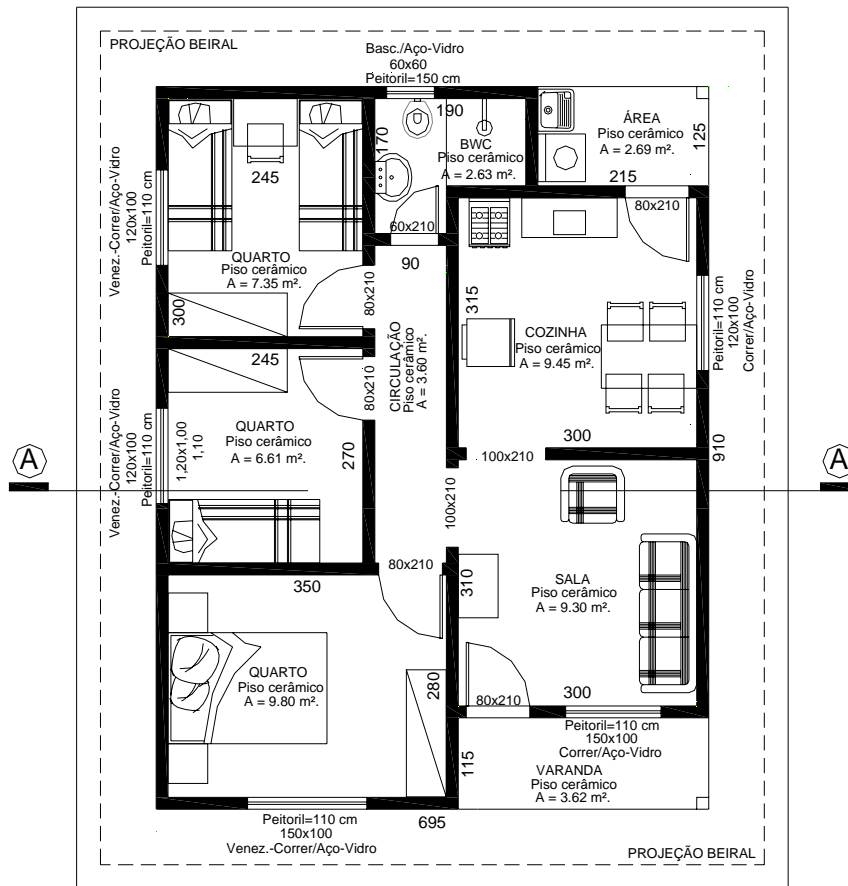 PROJEÇÃO BEIRAL
Basc./Aço-Vidro
60x60
Peitoril=150 cm
190
170
BWC
Piso cerâmico
A = 2.63 m².
60x210
ÁREA
Piso cerâmico
A = 2.69 m².
125
215
80x210
Venez.-Correr/Aço-Vidro
120x100
Peitoril=110 cm
245
QUARTO
Piso cerâmico
A = 7.35 m².
300
80x210
90
CIRCULAÇÃO
Piso cerâmico
A = 3.60 m².
315
COZINHA
Piso cerâmico
A = 9.45 m².
300
Peitoril=110 cm
120x100
Correr/Aço-Vidro
910
245
80x210
QUARTO
Piso cerâmico
A = 6.61 m².
270
1,20x1,00
1,10
Venez.-Correr/Aço-Vidro
120x100
Peitoril=110 cm
A
A
100x210
100x210
80x210
350
310
SALA
Piso cerâmico
A = 9.30 m².
300
80x210
QUARTO
Piso cerâmico
A = 9.80 m².
280
Peitoril=110 cm
150x100
Correr/Aço-Vidro
115
VARANDA
Piso cerâmico
A = 3.62 m².
Peitoril=110 cm
150x100
Venez.-Correr/Aço-Vidro
695
PROJEÇÃO BEIRAL